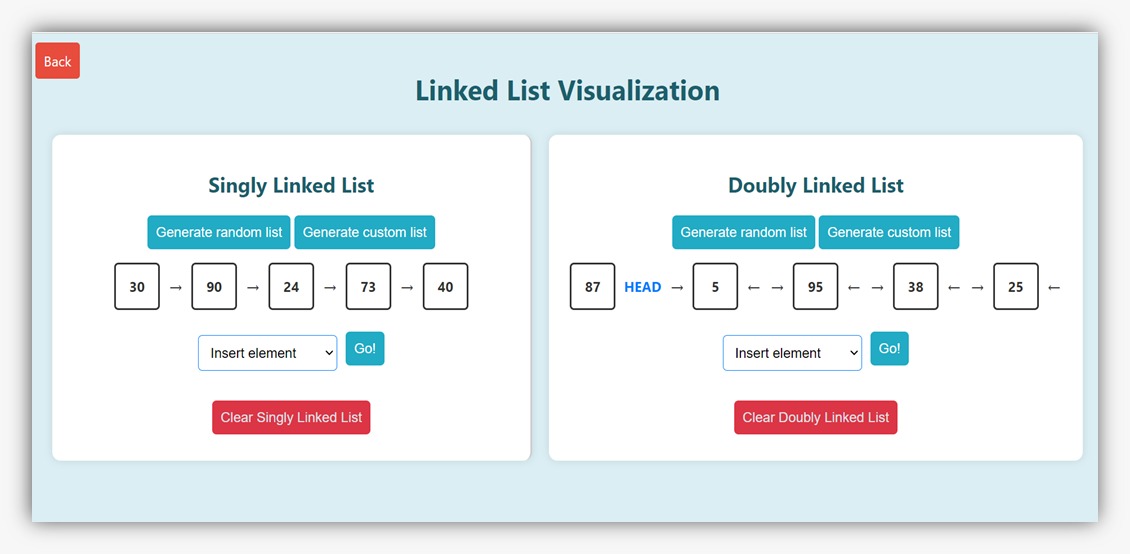 Back
Linked List Visualization
Singly Linked List
Generate random list Generate custom list
30 → 90 → 24 → 73 → 40
Insert element Go!
Clear Singly Linked List
Doubly Linked List
Generate random list Generate custom list
87 HEAD → 5 ← → 95 ← → 38 ← → 25 ←
Insert element Go!
Clear Doubly Linked List